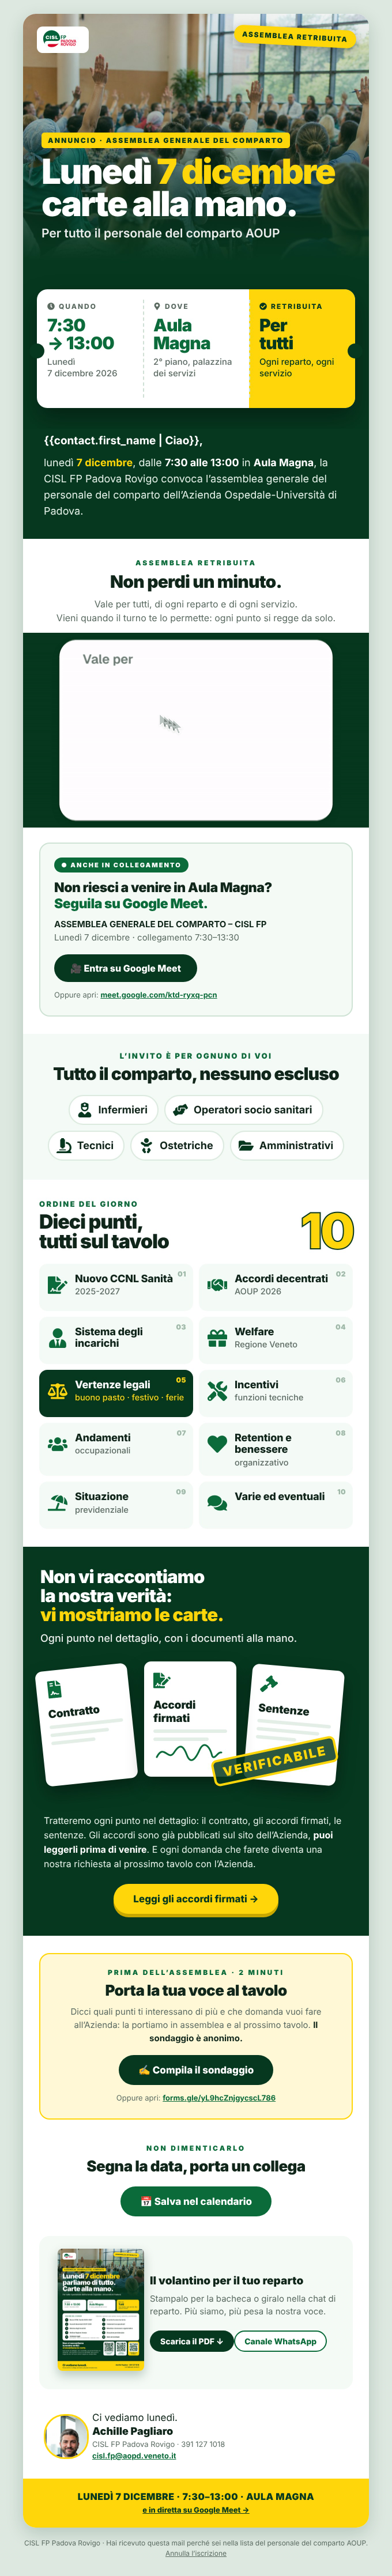 CISL FP
PADOVA
ROVIGO
ASSEMBLEA RETRIBUITA
ANNUNCIO · ASSEMBLEA GENERALE DEL COMPARTO
Lunedì 7 dicembre
carte alla mano.
Per tutto il personale del comparto AOUP
QUANDO
7:30
→ 13:00
Lunedì
7 dicembre 2026
DOVE
Aula
Magna
2° piano, palazzina
dei servizi
RETRIBUITA
Per
tutti
Ogni reparto, ogni
servizio
{{contact.first_name | Ciao}},
lunedì 7 dicembre, dalle 7:30 alle 13:00 in Aula Magna, la
CISL FP Padova Rovigo convoca l'assemblea generale del
personale del comparto dell'Azienda Ospedale-Università di
Padova.
ASSEMBLEA RETRIBUITA
Non perdi un minuto.
Vale per tutti, di ogni reparto e di ogni servizio.
Vieni quando il turno te lo permette: ogni punto si regge da solo.
Vale per
ANCHE IN COLLEGAMENTO
Non riesci a venire in Aula Magna?
Seguila su Google Meet.
ASSEMBLEA GENERALE DEL COMPARTO – CISL FP
Lunedì 7 dicembre · collegamento 7:30–13:30
Entra su Google Meet
Oppure apri: meet.google.com/ktd-ryxq-pcn
L'INVITO È PER OGNUNO DI VOI
Tutto il comparto, nessuno escluso
Infermieri
Operatori socio sanitari
Tecnici
Ostetriche
Amministrativi
ORDINE DEL GIORNO
Dieci punti,
tutti sul tavolo
10
Nuovo CCNL Sanità 01
2025-2027
Accordi decentrati 02
AOUP 2026
Sistema degli 03
incarichi
Welfare 04
Regione Veneto
Vertenze legali 05
buono pasto · festivo · ferie
Incentivi 06
funzioni tecniche
Andamenti 07
occupazionali
Retention e 08
benessere
organizzativo
Situazione 09
previdenziale
Varie ed eventuali 10
Non vi raccontiamo
la nostra verità:
vi mostriamo le carte.
Ogni punto nel dettaglio, con i documenti alla mano.
Contratto
Accordi
firmati
Sentenze
VERIFICABILE
Tratteremo ogni punto nel dettaglio: il contratto, gli accordi firmati, le
sentenze. Gli accordi sono già pubblicati sul sito dell'Azienda, puoi
leggerli prima di venire. E ogni domanda che farete diventa una
nostra richiesta al prossimo tavolo con l'Azienda.
Leggi gli accordi firmati →
PRIMA DELL'ASSEMBLEA · 2 MINUTI
Porta la tua voce al tavolo
Dicci quali punti ti interessano di più e che domanda vuoi fare
all'Azienda: la portiamo in assemblea e al prossimo tavolo. Il
sondaggio è anonimo.
Compila il sondaggio
Oppure apri: forms.gle/yL9hcZnjgycscL786
NON DIMENTICARLO
Segna la data, porta un collega
Salva nel calendario
Lunedì 7 dicembre
parliamo di tutto.
Carte alla mano.
Il volantino per il tuo reparto
Stampalo per la bacheca o giralo nella chat di
reparto. Più siamo, più pesa la nostra voce.
Scarica il PDF ↓
Canale WhatsApp
Ci vediamo lunedì.
Achille Pagliaro
CISL FP Padova Rovigo · 391 127 1018
cisl.fp@aopd.veneto.it
LUNEDÌ 7 DICEMBRE · 7:30–13:00 · AULA MAGNA
e in diretta su Google Meet →
CISL FP Padova Rovigo · Hai ricevuto questa mail perché sei nella lista del personale del comparto AOUP.
Annulla l'iscrizione